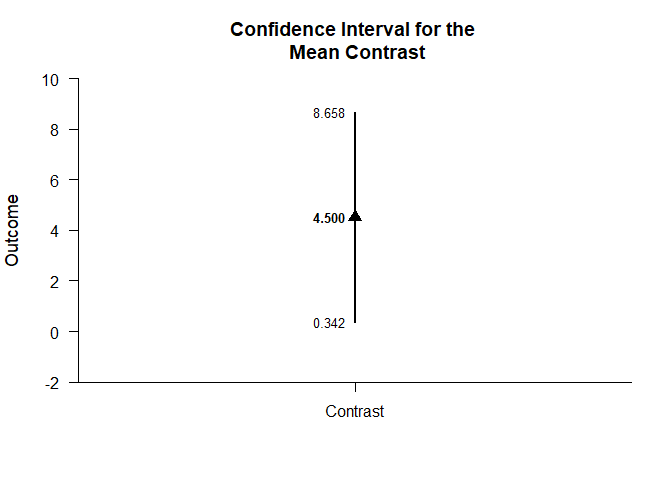 Confidence Interval for the
Mean Contrast
10
8
6
4
2
0
-2
Outcome
8.658
4.500
0.342
Contrast